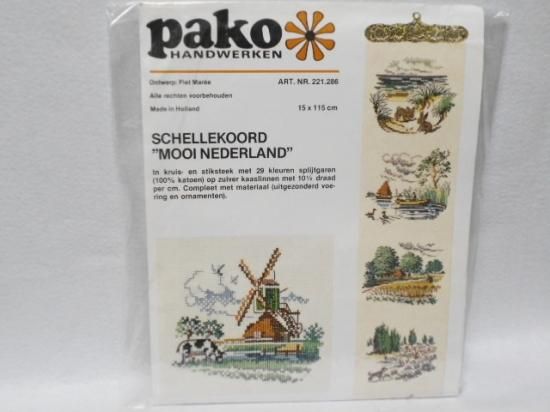 pako
HANDWERKEN
Ontwerp: Piet Marée
ART. NR. 221.286
Alle rechten voorbehouden
Made in Holland
15 x 115 cm
SCHELLEKOORD
"MOOI NEDERLAND"
In kruis- en stiksteek met 29 kleuren splijtgaren
(100% katoen) op zuiver kaaslinnen met 10½ draad
per cm. Compleet met materiaal (uitgezonderd voe-
ring en ornamenten).